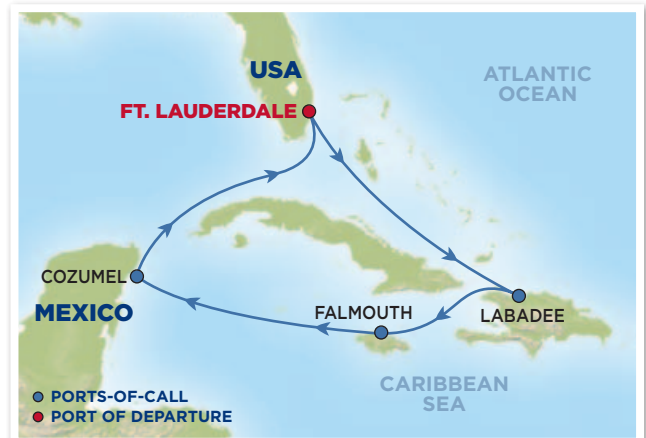 USA
ATLANTIC
OCEAN
FT. LAUDERDALE
COZUMEL
MEXICO
FALMOUTH
LABADEE
CARIBBEAN
SEA
PORTS-OF-CALL
PORT OF DEPARTURE